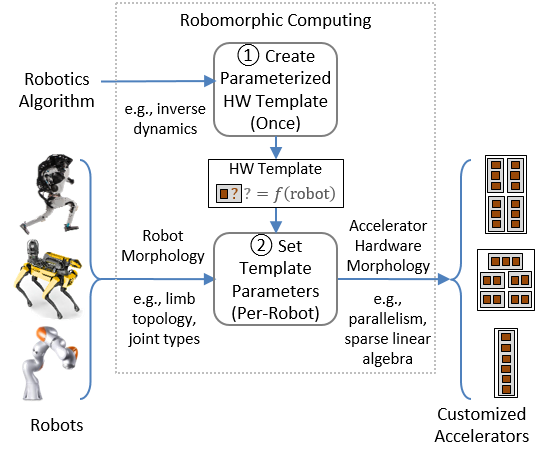 Robomorphic Computing
Robotics
Algorithm
e.g., inverse
dynamics
① Create
Parameterized
HW Template
(Once)
HW Template
? ? = f(robot)
Robot
Morphology
e.g., limb
topology,
joint types
② Set
Template
Parameters
(Per-Robot)
Accelerator
Hardware
Morphology
e.g.,
parallelism,
sparse linear
algebra
Robots
Customized
Accelerators